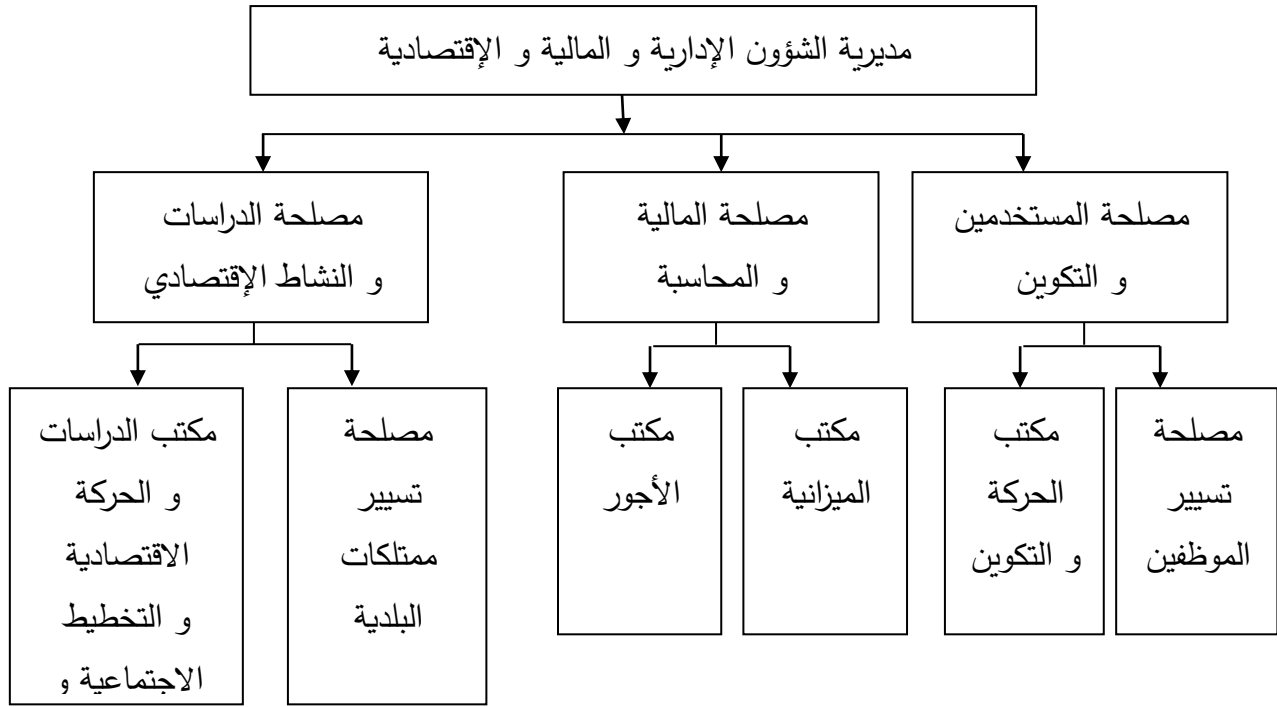 مديرية الشؤون الإدارية و المالية و الإقتصادية
مصلحة المستخدمين
و التكوين
مصلحة المالية
و المحاسبة
مصلحة الدراسات
و النشاط الإقتصادي
مصلحة
تسيير
الموظفين
مكتب
الحركة
و التكوين
مكتب
الميزانية
مكتب
الأجور
مصلحة
تسيير
ممتلكات
البلدية
مكتب الدراسات
و الحركة
الاقتصادية
و التخطيط
الاجتماعية و